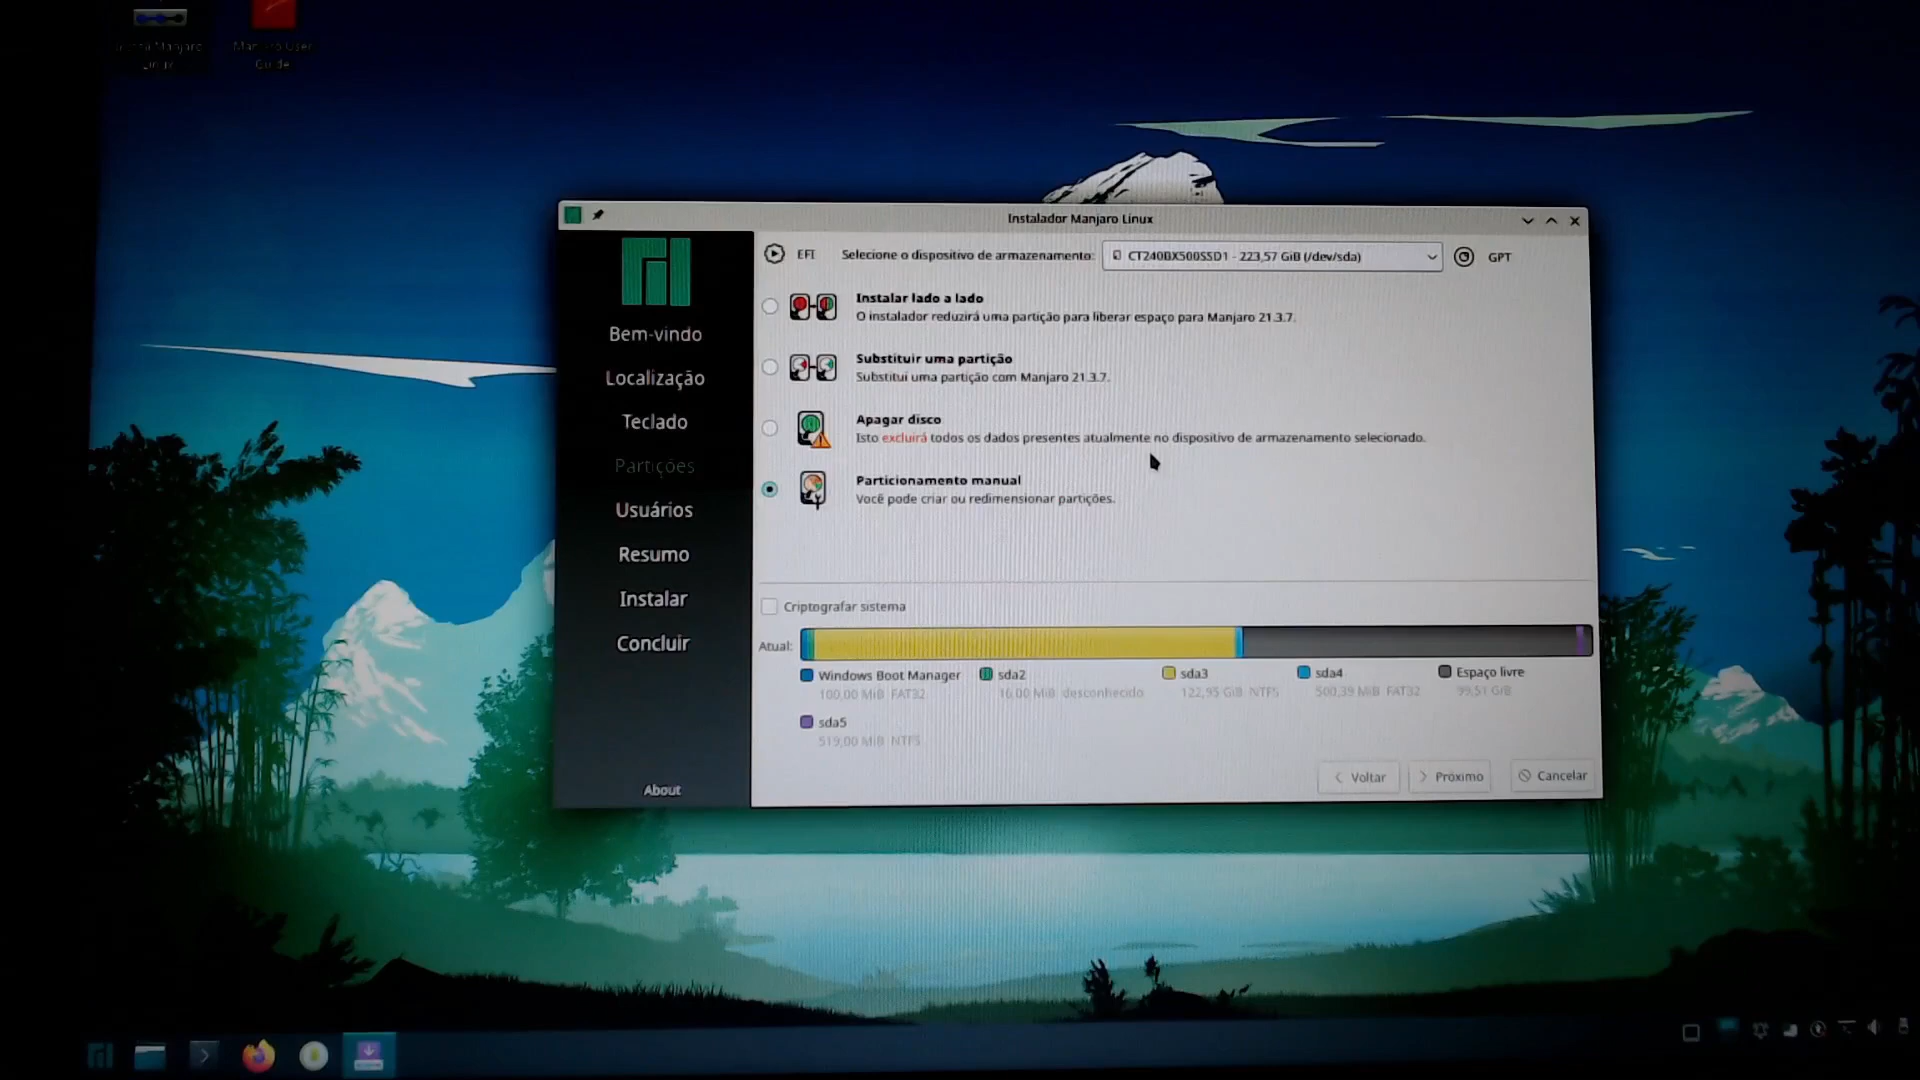 Manjaro
Linux
Manjaro User
Guide
Instalador Manjaro Linux
EFI
Selecione o dispositivo de armazenamento:
CT240BX500SSD1 - 223,57 GiB (/dev/sda)
GPT
Instalar lado a lado
O instalador reduzirá uma partição para liberar espaço para Manjaro 21.3.7.
Substituir uma partição
Substitui uma partição com Manjaro 21.3.7.
Apagar disco
Isto excluirá todos os dados presentes atualmente no dispositivo de armazenamento selecionado.
Particionamento manual
Você pode criar ou redimensionar partições.
Bem-vindo
Localização
Teclado
Partições
Usuários
Resumo
Instalar
Concluir
About
Criptografar sistema
Atual:
Windows Boot Manager
100,00 MiB FAT32
sda2
16,00 MiB desconhecido
sda3
122,95 GiB NTFS
sda4
500,39 MiB FAT32
Espaço livre
99,51 GiB
sda5
519,00 MiB NTFS
Voltar
Próximo
Cancelar